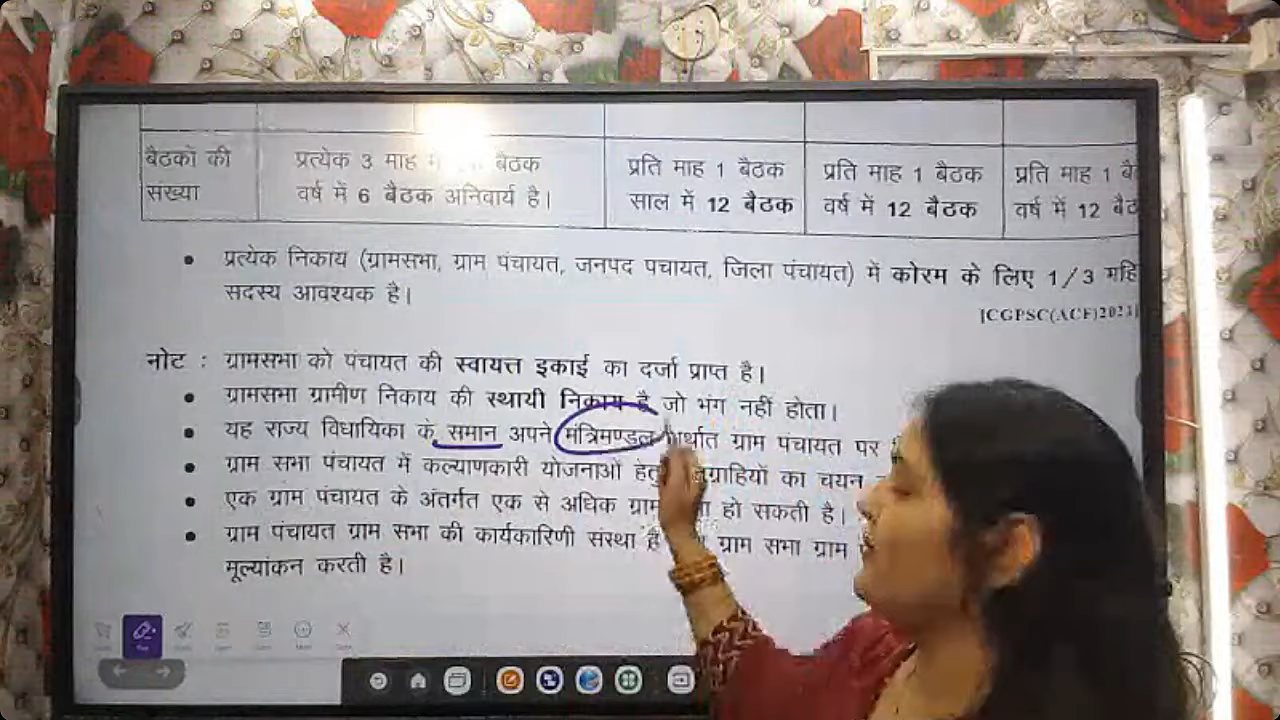 बैठकों की प्रत्येक 3 माह बैठक प्रति माह 1 बैठक प्रति माह 1 बैठक प्रति माह 1
संख्या वर्ष में 6 बैठक अनिवार्य है। साल में 12 बैठक वर्ष में 12 बैठक वर्ष में 12
• प्रत्येक निकाय (ग्रामसभा, ग्राम पंचायत, जनपद पचायत, जिला पंचायत) में कोरम के लिए 1/3
सदस्य आवश्यक है।
[CGPSC(ACF)2023]
नोट : ग्रामसभा को पंचायत की स्वायत्त इकाई का दर्जा प्राप्त है।
• ग्रामसभा ग्रामीण निकाय की स्थायी निकाय है जो भंग नहीं होता।
• यह राज्य विधायिका के समान अपने मंत्रिमण्डल अर्थात ग्राम पंचायत पर
• ग्राम सभा पंचायत में कल्याणकारी योजनाओं हेतु का चयन
• एक ग्राम पंचायत के अंतर्गत एक से अधिक ग्राम हो सकती है।
• ग्राम पंचायत ग्राम सभा की कार्यकारिणी संस्था है ग्राम सभा ग्राम
मूल्यांकन करती है।